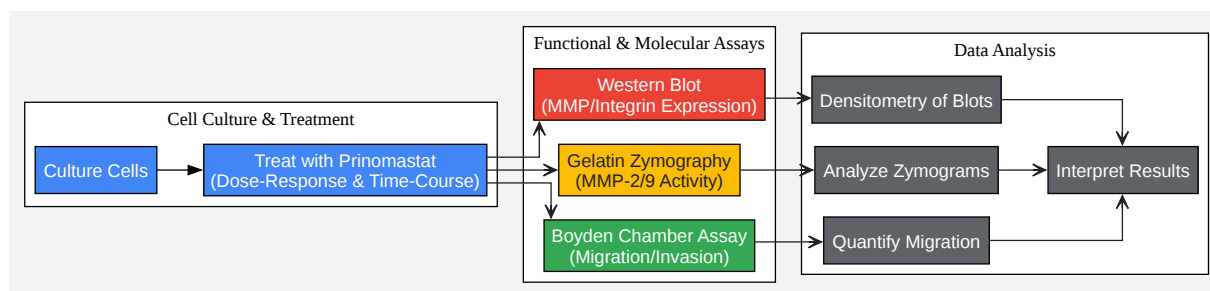 Cell Culture & Treatment
Culture Cells
Treat with Prinomastat
(Dose-Response & Time-Course)
Functional & Molecular Assays
Western Blot
(MMP/Integrin Expression)
Gelatin Zymography
(MMP-2/9 Activity)
Boyden Chamber Assay
(Migration/Invasion)
Data Analysis
Densitometry of Blots
Analyze Zymograms
Quantify Migration
Interpret Results